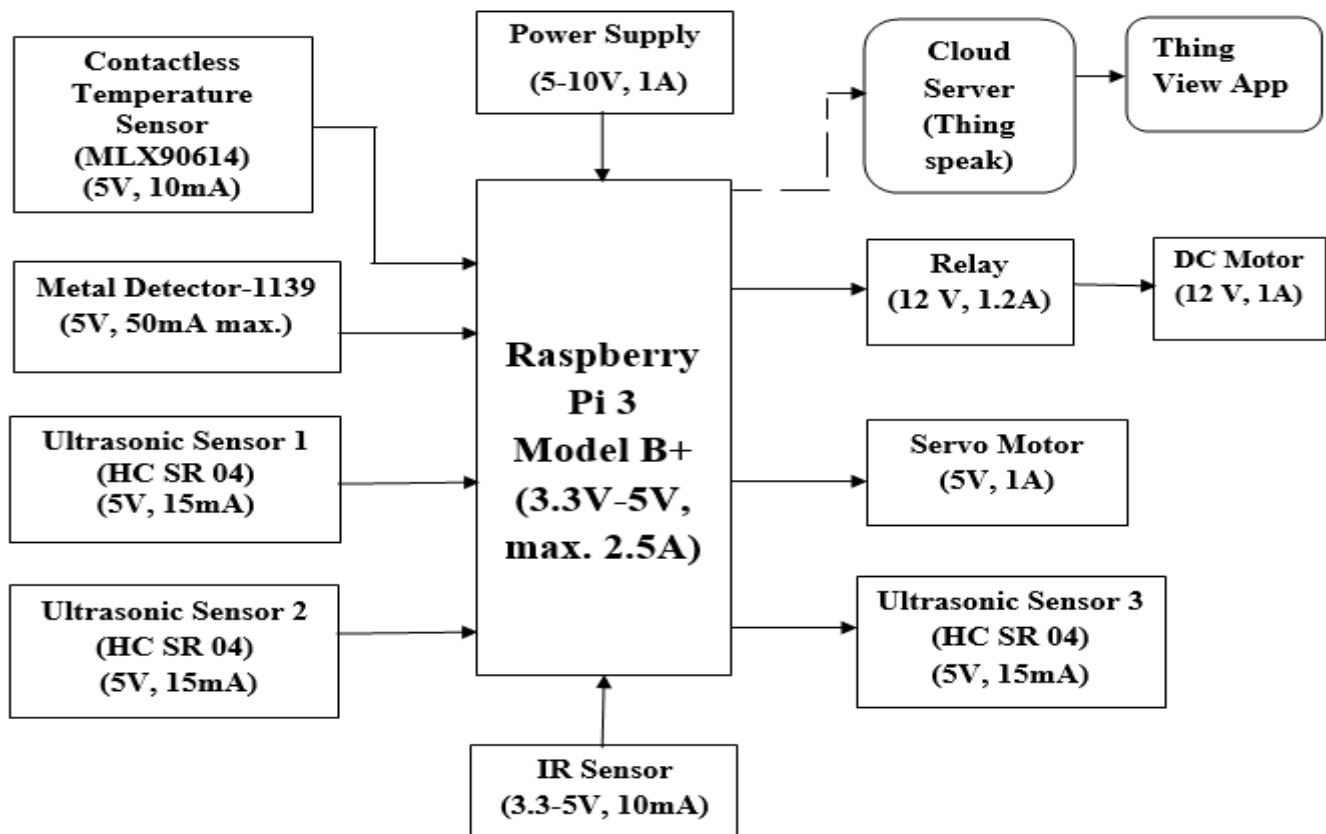 Contactless
Temperature
Sensor
(MLX90614)
(5V, 10mA)
Power Supply
(5-10V, 1A)
Cloud
Server
(Thing
speak)
Thing
View App
Metal Detector-1139
(5V, 50mA max.)
Ultrasonic Sensor 1
(HC SR 04)
(5V, 15mA)
Ultrasonic Sensor 2
(HC SR 04)
(5V, 15mA)
Raspberry
Pi 3
Model B+
(3.3V-5V,
max. 2.5A)
Relay
(12 V, 1.2A)
DC Motor
(12 V, 1A)
Servo Motor
(5V, 1A)
Ultrasonic Sensor 3
(HC SR 04)
(5V, 15mA)
IR Sensor
(3.3-5V, 10mA)